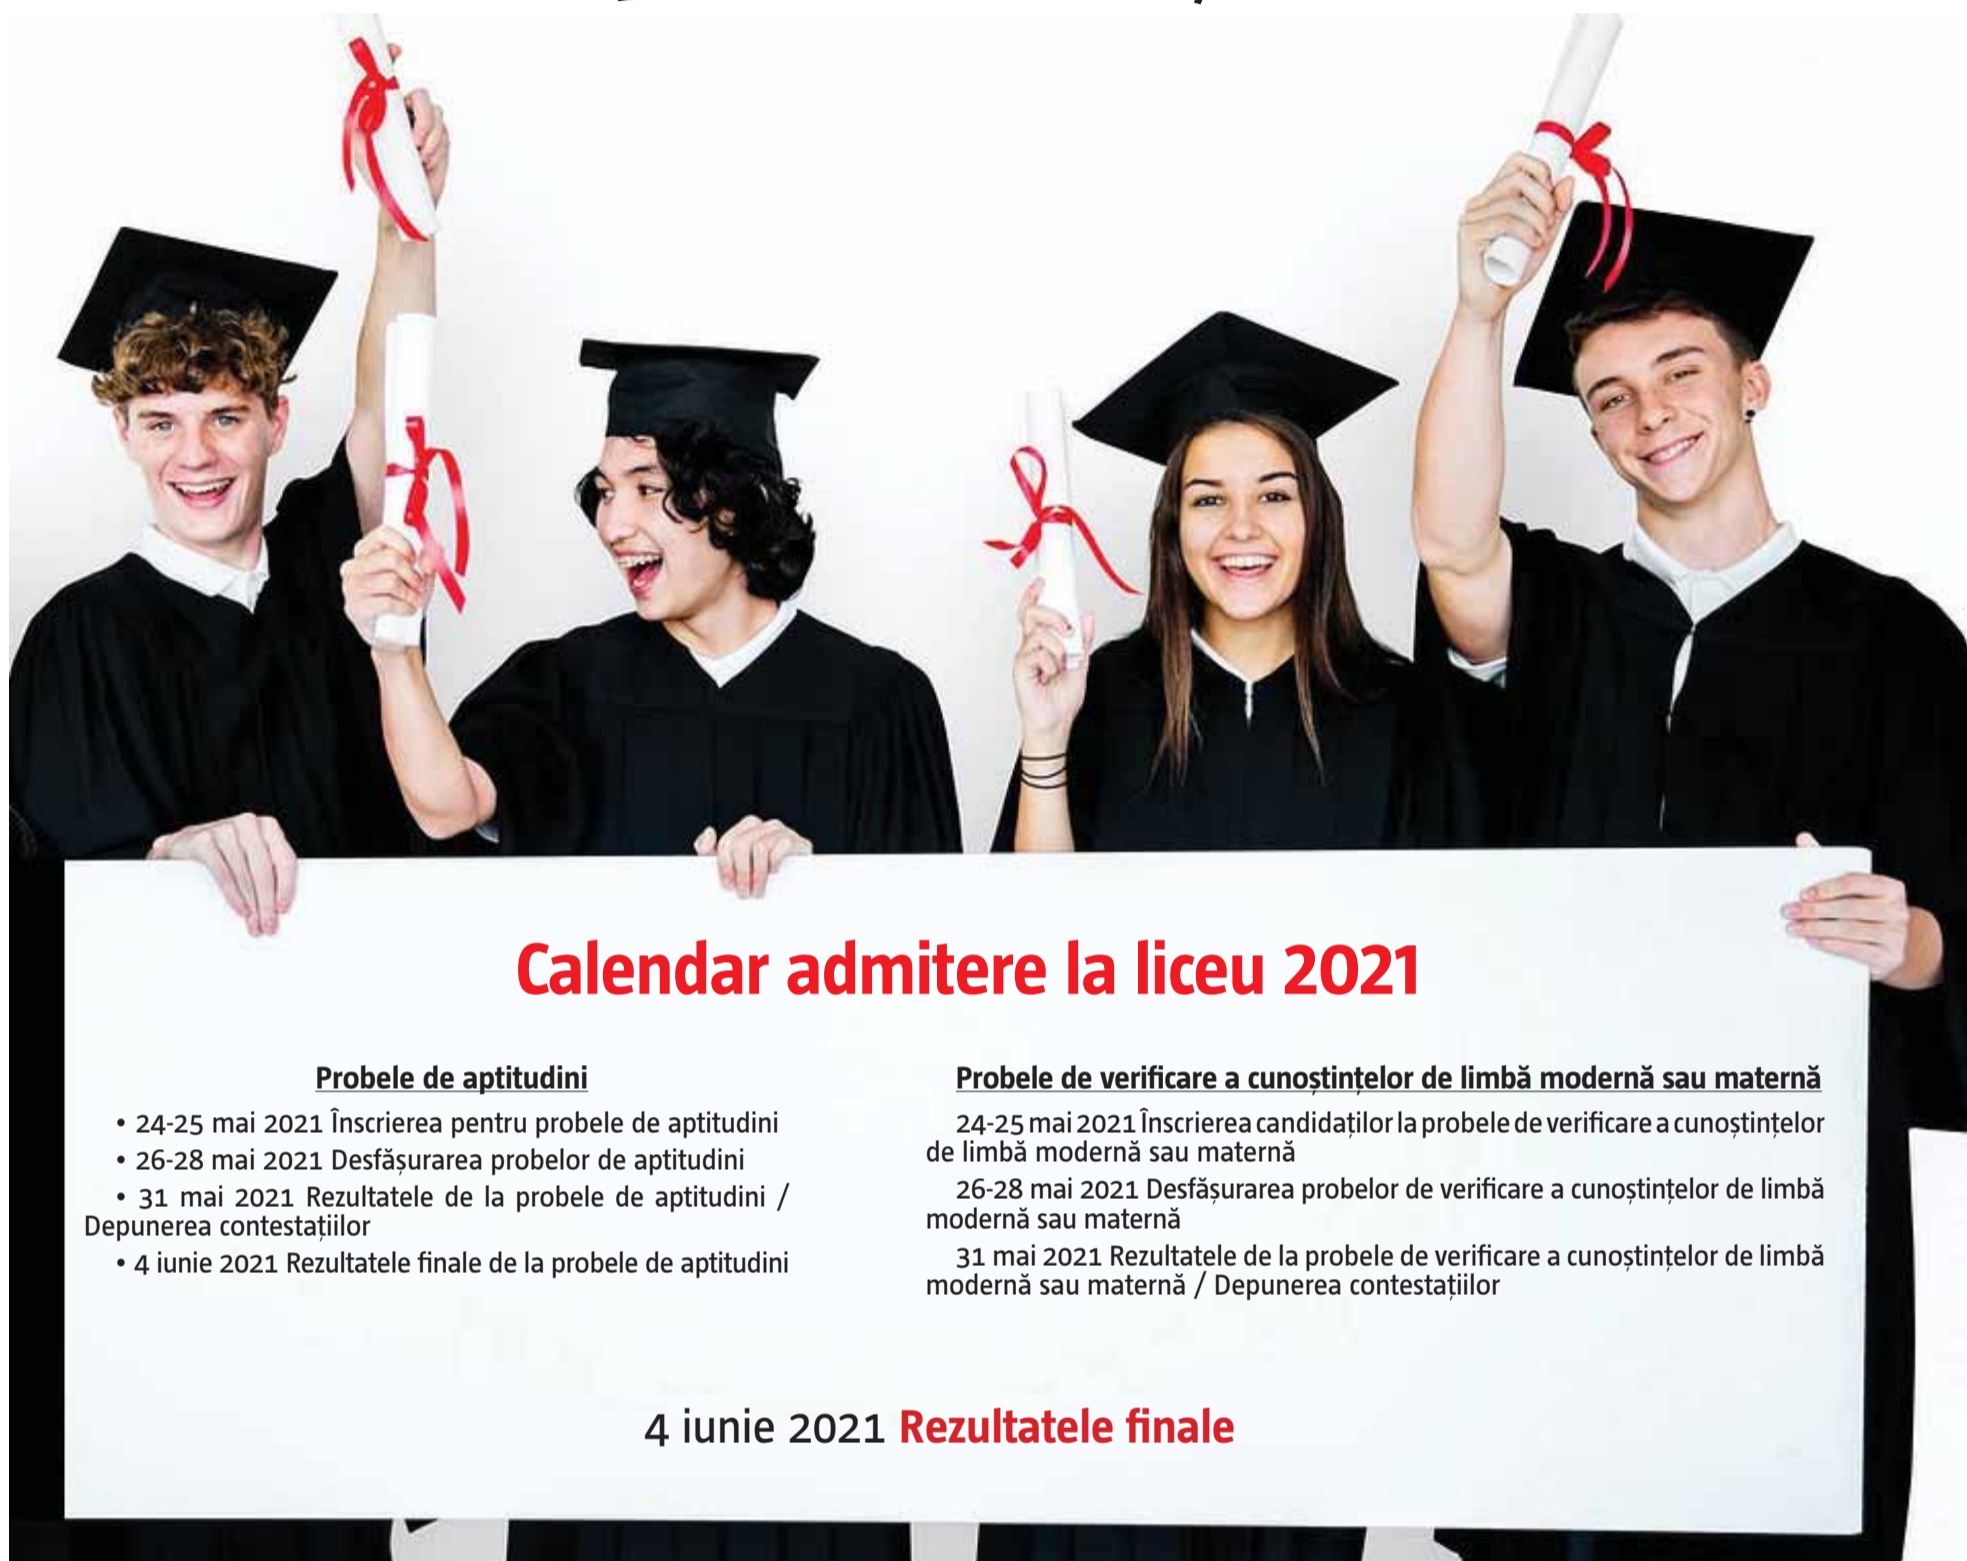 Calendar admitere la liceu 2021
Probele de aptitudini
• 24-25 mai 2021 Înscrierea pentru probele de aptitudini
• 26-28 mai 2021 Desfășurarea probelor de aptitudini
• 31 mai 2021 Rezultatele de la probele de aptitudini /
Depunerea contestațiilor
• 4 iunie 2021 Rezultatele finale de la probele de aptitudini
Probele de verificare a cunoștințelor de limbă modernă sau maternă
24-25 mai 2021 Înscrierea candidaților la probele de verificare a cunoștințelor
de limbă modernă sau maternă
26-28 mai 2021 Desfășurarea probelor de verificare a cunoștințelor de limbă
modernă sau maternă
31 mai 2021 Rezultatele de la probele de verificare a cunoștințelor de limbă
modernă sau maternă / Depunerea contestațiilor
4 iunie 2021 Rezultatele finale